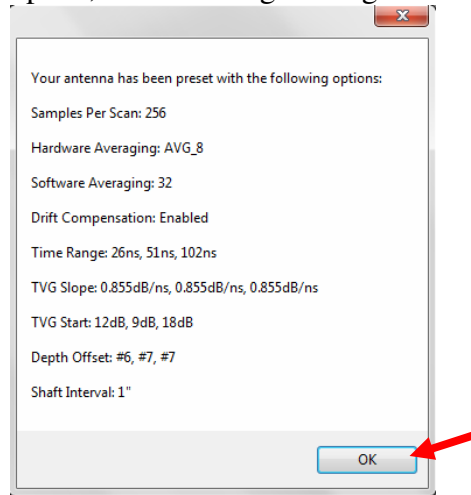 Your antenna has been preset with the following options:
Samples Per Scan: 256
Hardware Averaging: AVG_8
Software Averaging: 32
Drift Compensation: Enabled
Time Range: 26ns, 51ns, 102ns
TVG Slope: 0.855dB/ns, 0.855dB/ns, 0.855dB/ns
TVG Start: 12dB, 9dB, 18dB
Depth Offset: #6, #7, #7
Shaft Interval: 1"
OK